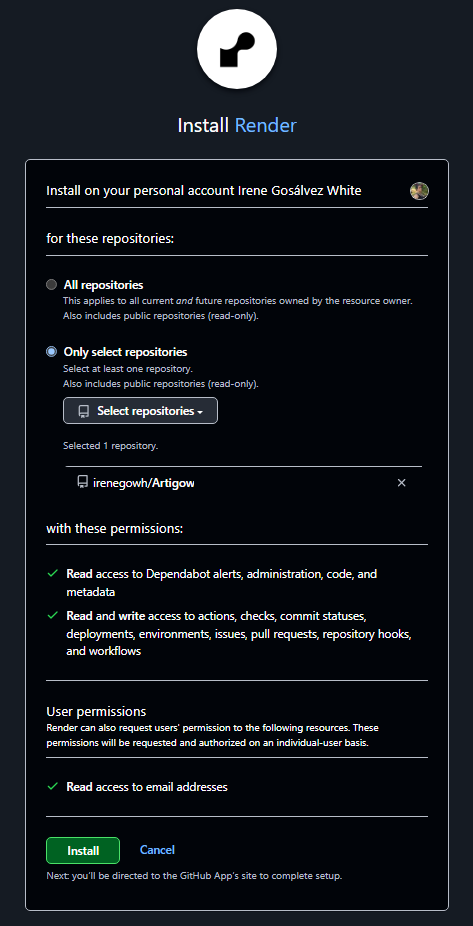 Install Render
Install on your personal account Irene Gosálvez White
for these repositories:
All repositories
This applies to all current and future repositories owned by the resource owner.
Also includes public repositories (read-only).
Only select repositories
Select at least one repository.
Also includes public repositories (read-only).
Select repositories
Selected 1 repository.
irenegowh/Artigow
with these permissions:
Read access to Dependabot alerts, administration, code, and
metadata
Read and write access to actions, checks, commit statuses,
deployments, environments, issues, pull requests, repository hooks,
and workflows
User permissions
Render can also request users' permission to the following resources. These
permissions will be requested and authorized on an individual-user basis.
Read access to email addresses
Install Cancel
Next: you'll be directed to the GitHub App's site to complete setup.